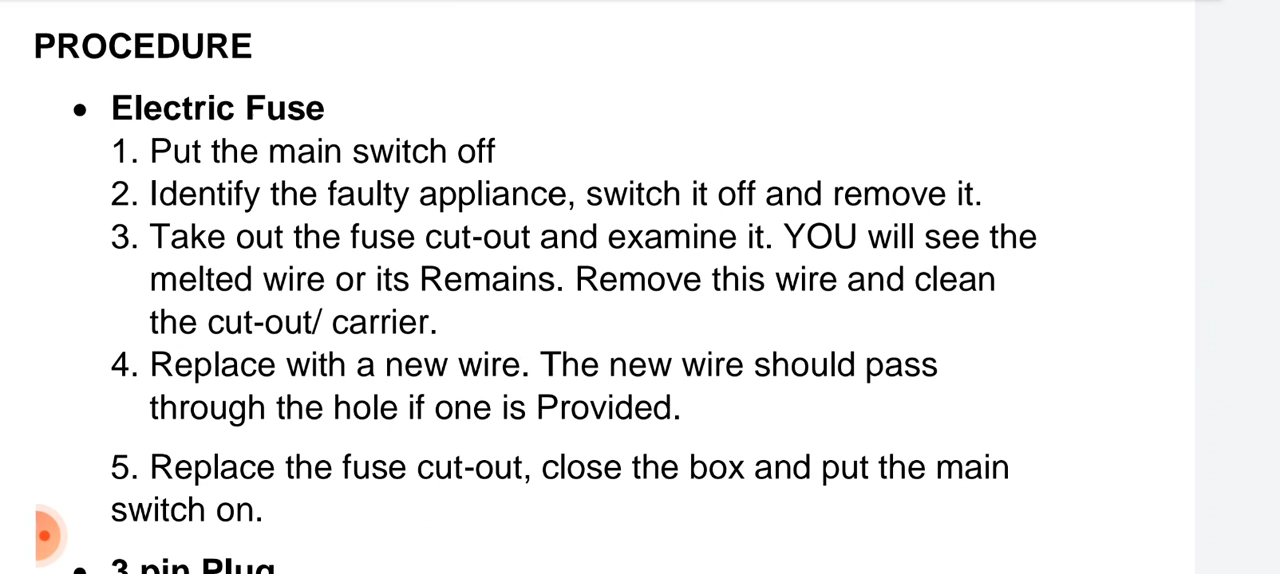 PROCEDURE
• Electric Fuse
1. Put the main switch off
2. Identify the faulty appliance, switch it off and remove it.
3. Take out the fuse cut-out and examine it. YOU will see the
melted wire or its Remains. Remove this wire and clean
the cut-out/ carrier.
4. Replace with a new wire. The new wire should pass
through the hole if one is Provided.
5. Replace the fuse cut-out, close the box and put the main
switch on.
• 3 pin Plug